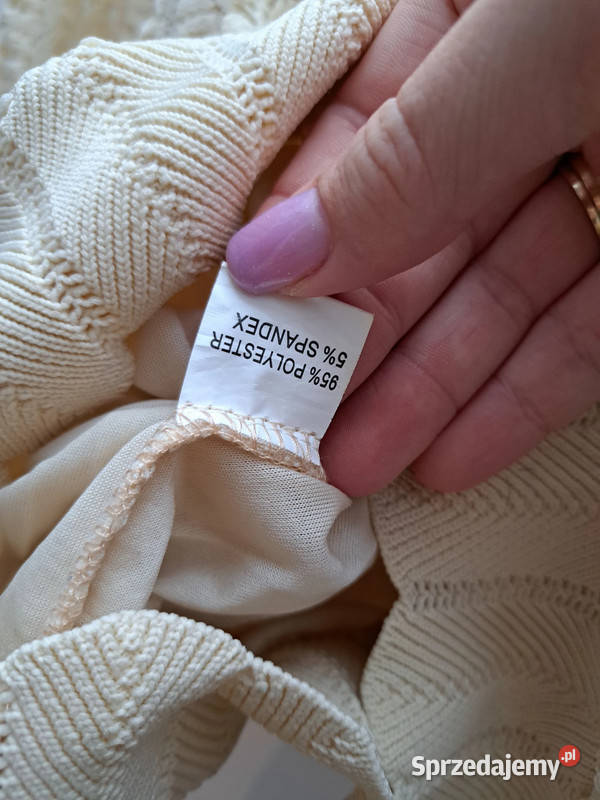 95% POLYESTER
5% SPANDEX
Sprzedajemy.pl